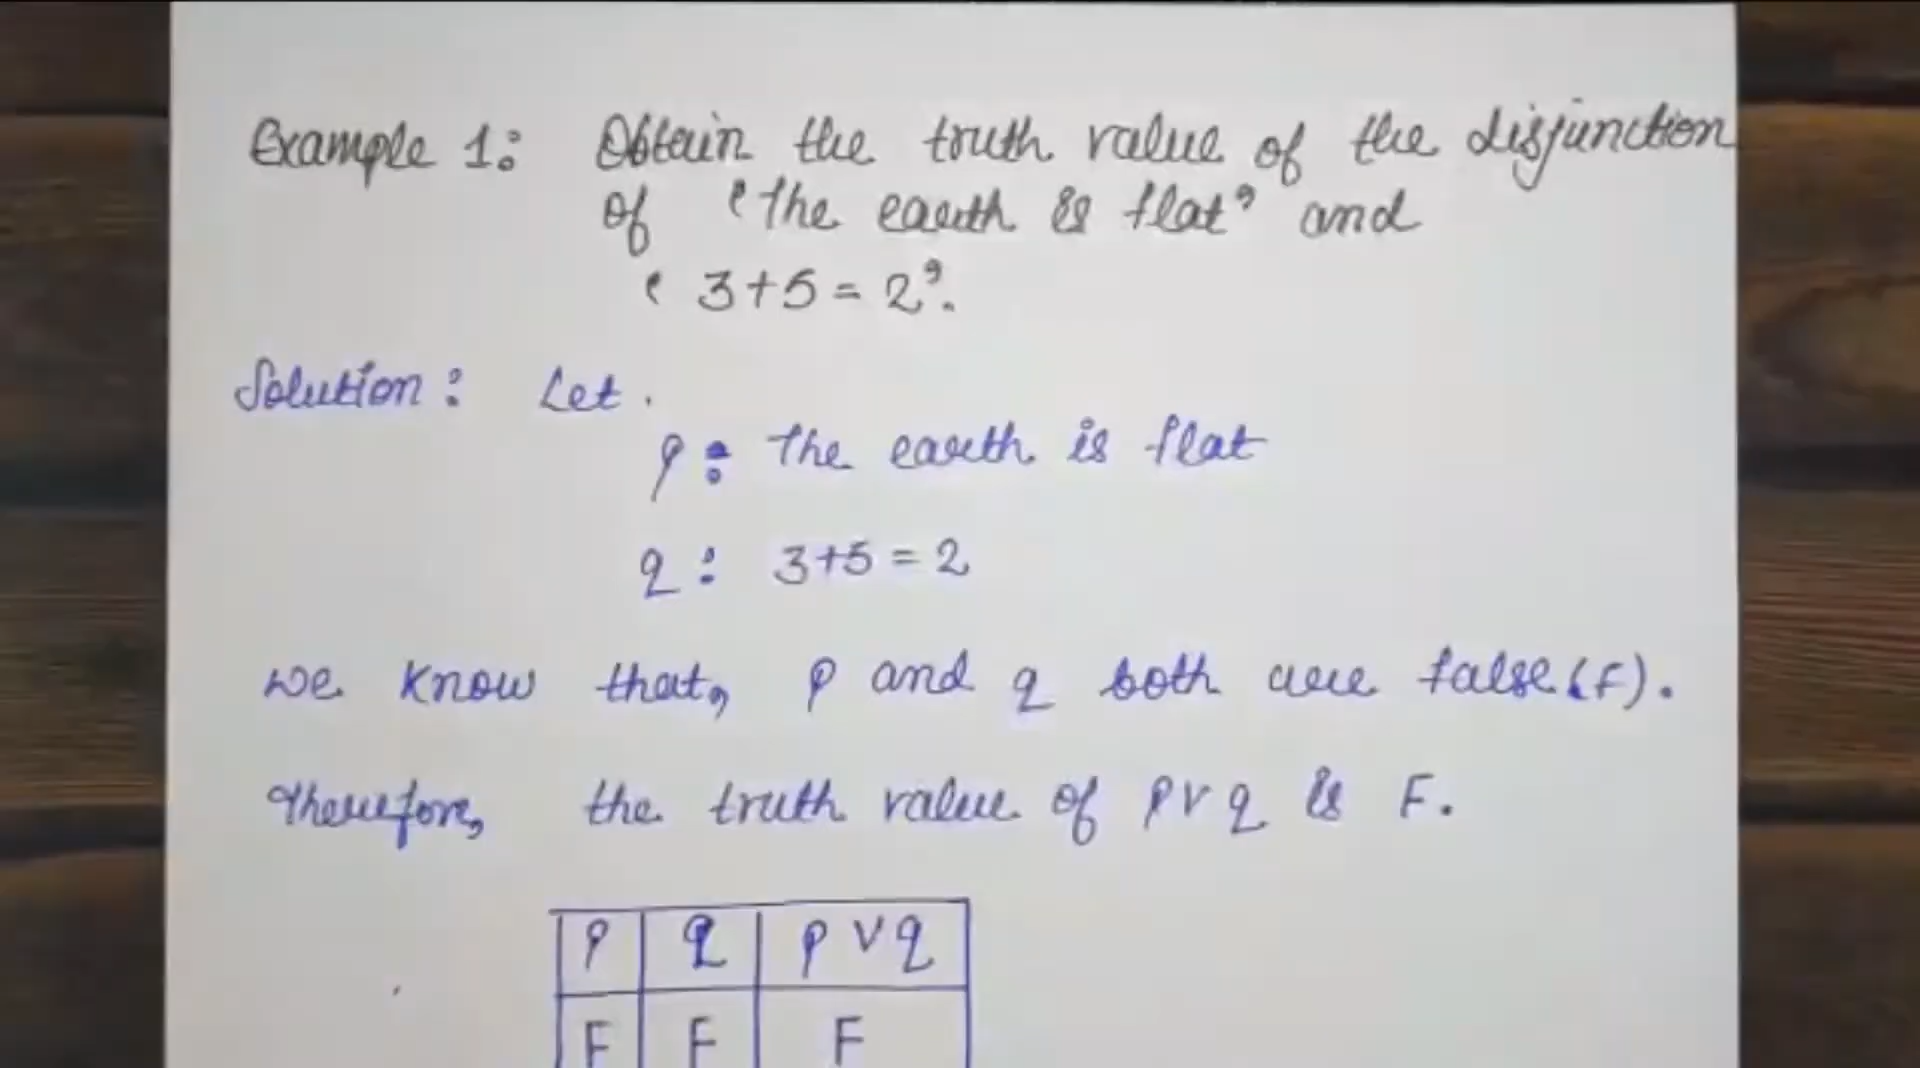 Example 1: Obtain the truth value of the disjunction
of 'the earth is flat' and
'3+5=2'.
Solution: Let.
p: The earth is flat
q: 3+5=2
we know that, p and q both are false(F).
Therefore, the truth value of p∨q is F.
p q p∨q
F F F